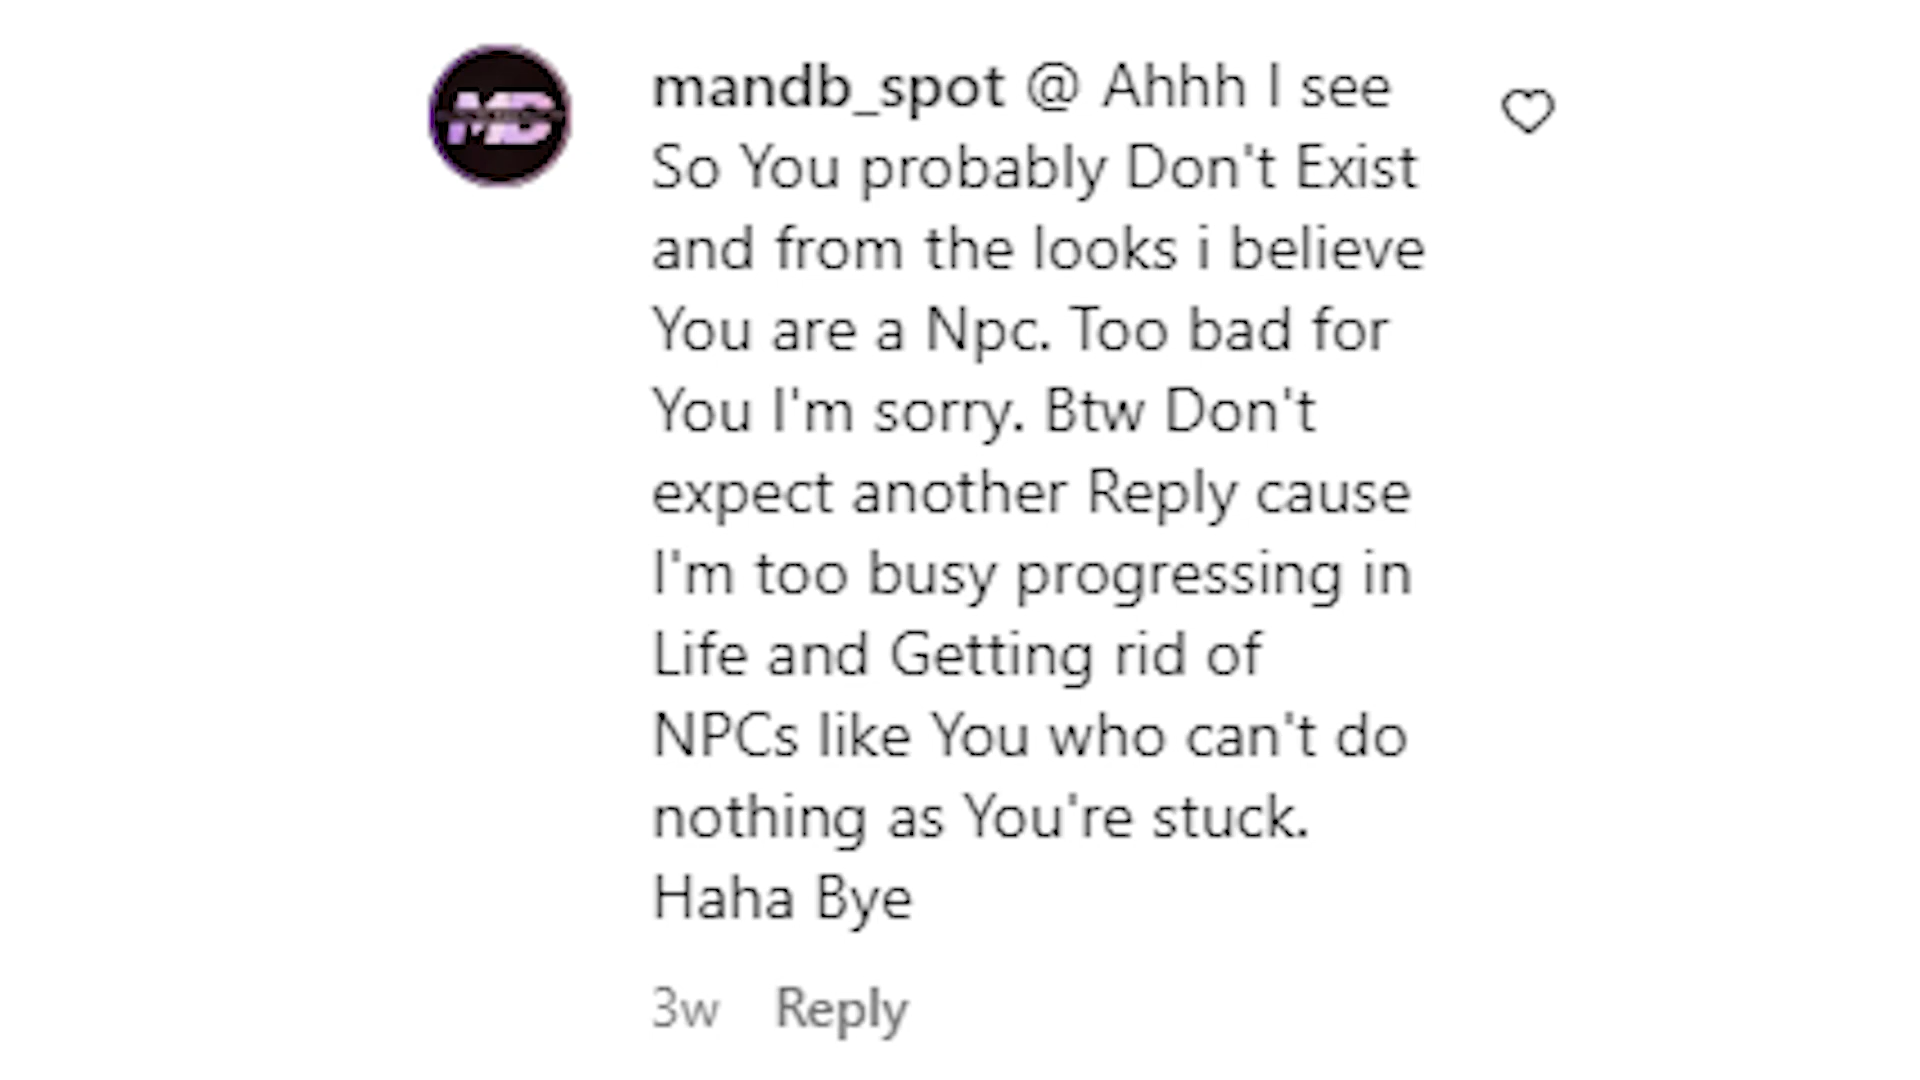 MD
mandb_spot @ Ahhh I see
So You probably Don't Exist
and from the looks i believe
You are a Npc. Too bad for
You I'm sorry. Btw Don't
expect another Reply cause
I'm too busy progressing in
Life and Getting rid of
NPCs like You who can't do
nothing as You're stuck.
Haha Bye
3w Reply